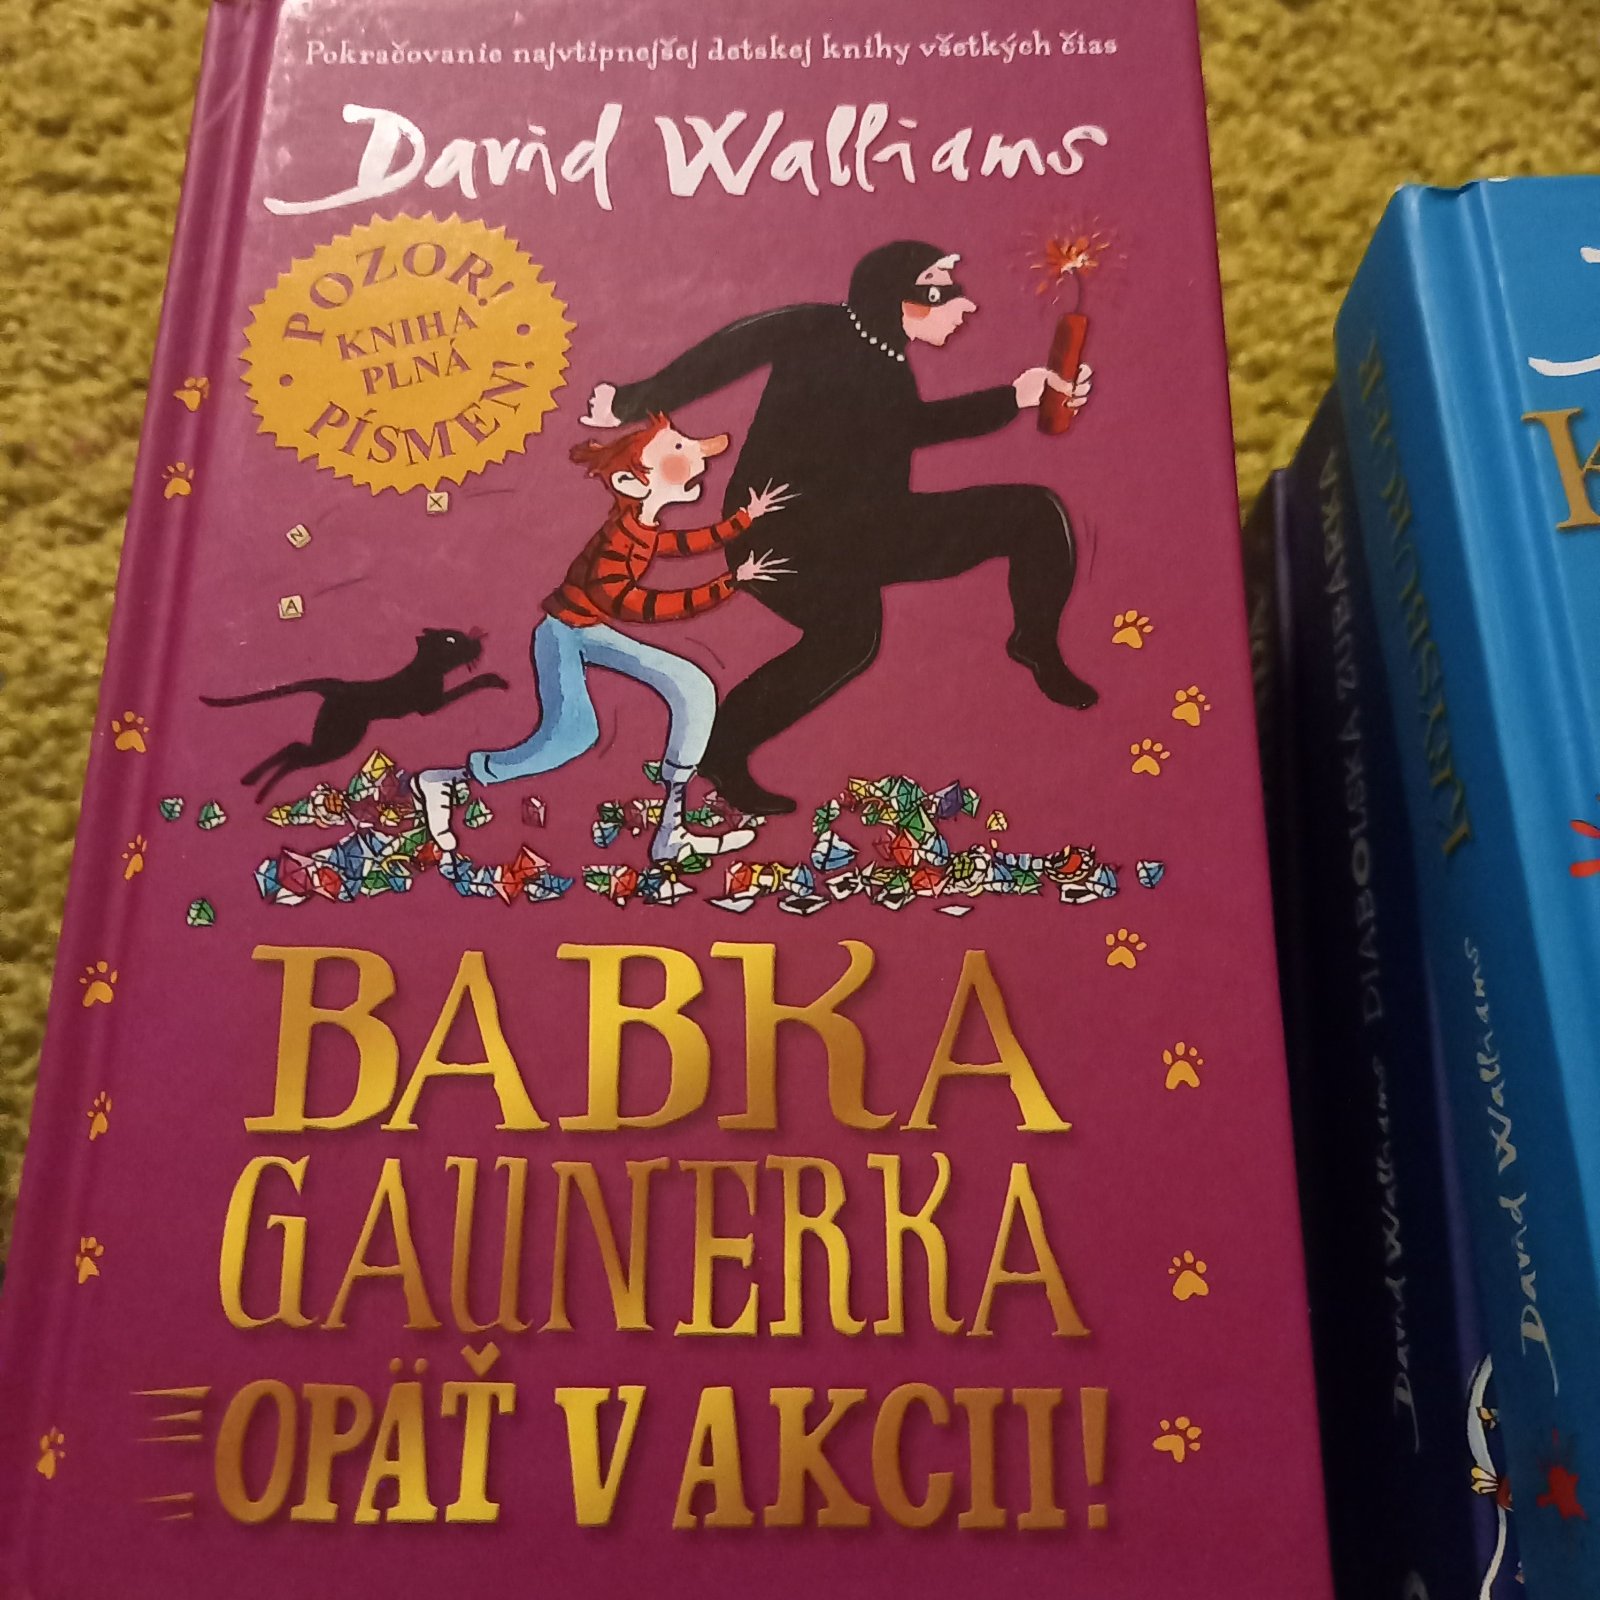 Pokračovanie najvtipnejšej detskej knihy všetkých čias
David Walliams
POZOR!
KNIHA
PLNÁ
PÍSMEN!
X
N
A
BABKA
GAUNERKA
OPÄŤ V AKCII!
David Walliams DIABOLSKÁ ZUBÁRKA
David Walliams
K